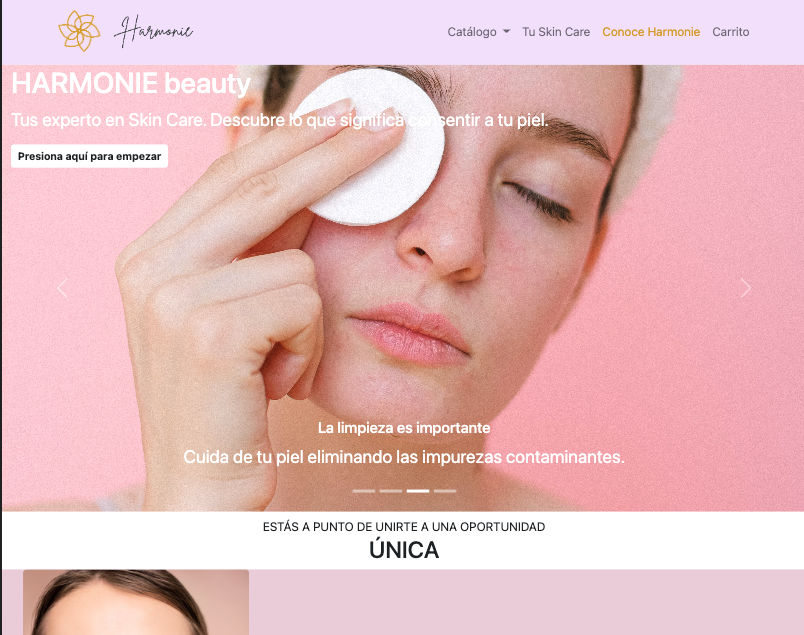 Harmonie
Catálogo Tu Skin Care Conoce Harmonie Carrito
HARMONIE beauty
Tus experto en Skin Care. Descubre lo que significa consentir a tu piel.
Presiona aquí para empezar
La limpieza es importante
Cuida de tu piel eliminando las impurezas contaminantes.
ESTÁS A PUNTO DE UNIRTE A UNA OPORTUNIDAD
ÚNICA